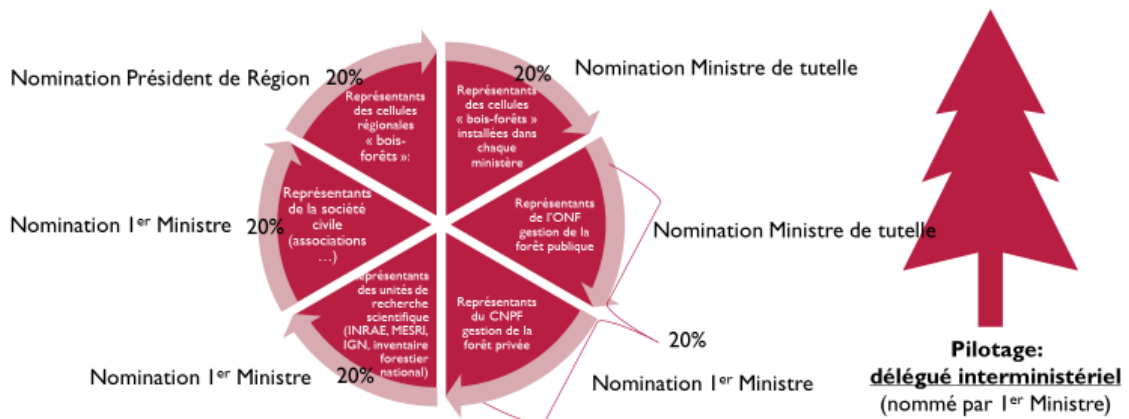 Nomination Président de Région
20%
Représentants
des cellules
régionales
« bois-
forêts »:
20%
Nomination Ministre de tutelle
Représentants
des cellules
« bois-forêts »
installées dans
chaque
ministère
Représentants
de l'ONF
gestion de la
forêt publique
Nomination Ministre de tutelle
Représentants
du CNPF
gestion de la
forêt privée
20%
Nomination 1er Ministre
eprésentants
des unités de
recherche
scientifique
(INRAE, MESRI,
IGN, inventaire
forestier
national)
20%
Nomination 1er Ministre
Représentants
de la société
civile
(associations
…)
20%
Nomination 1er Ministre
Pilotage:
délégué interministériel
(nommé par 1er Ministre)